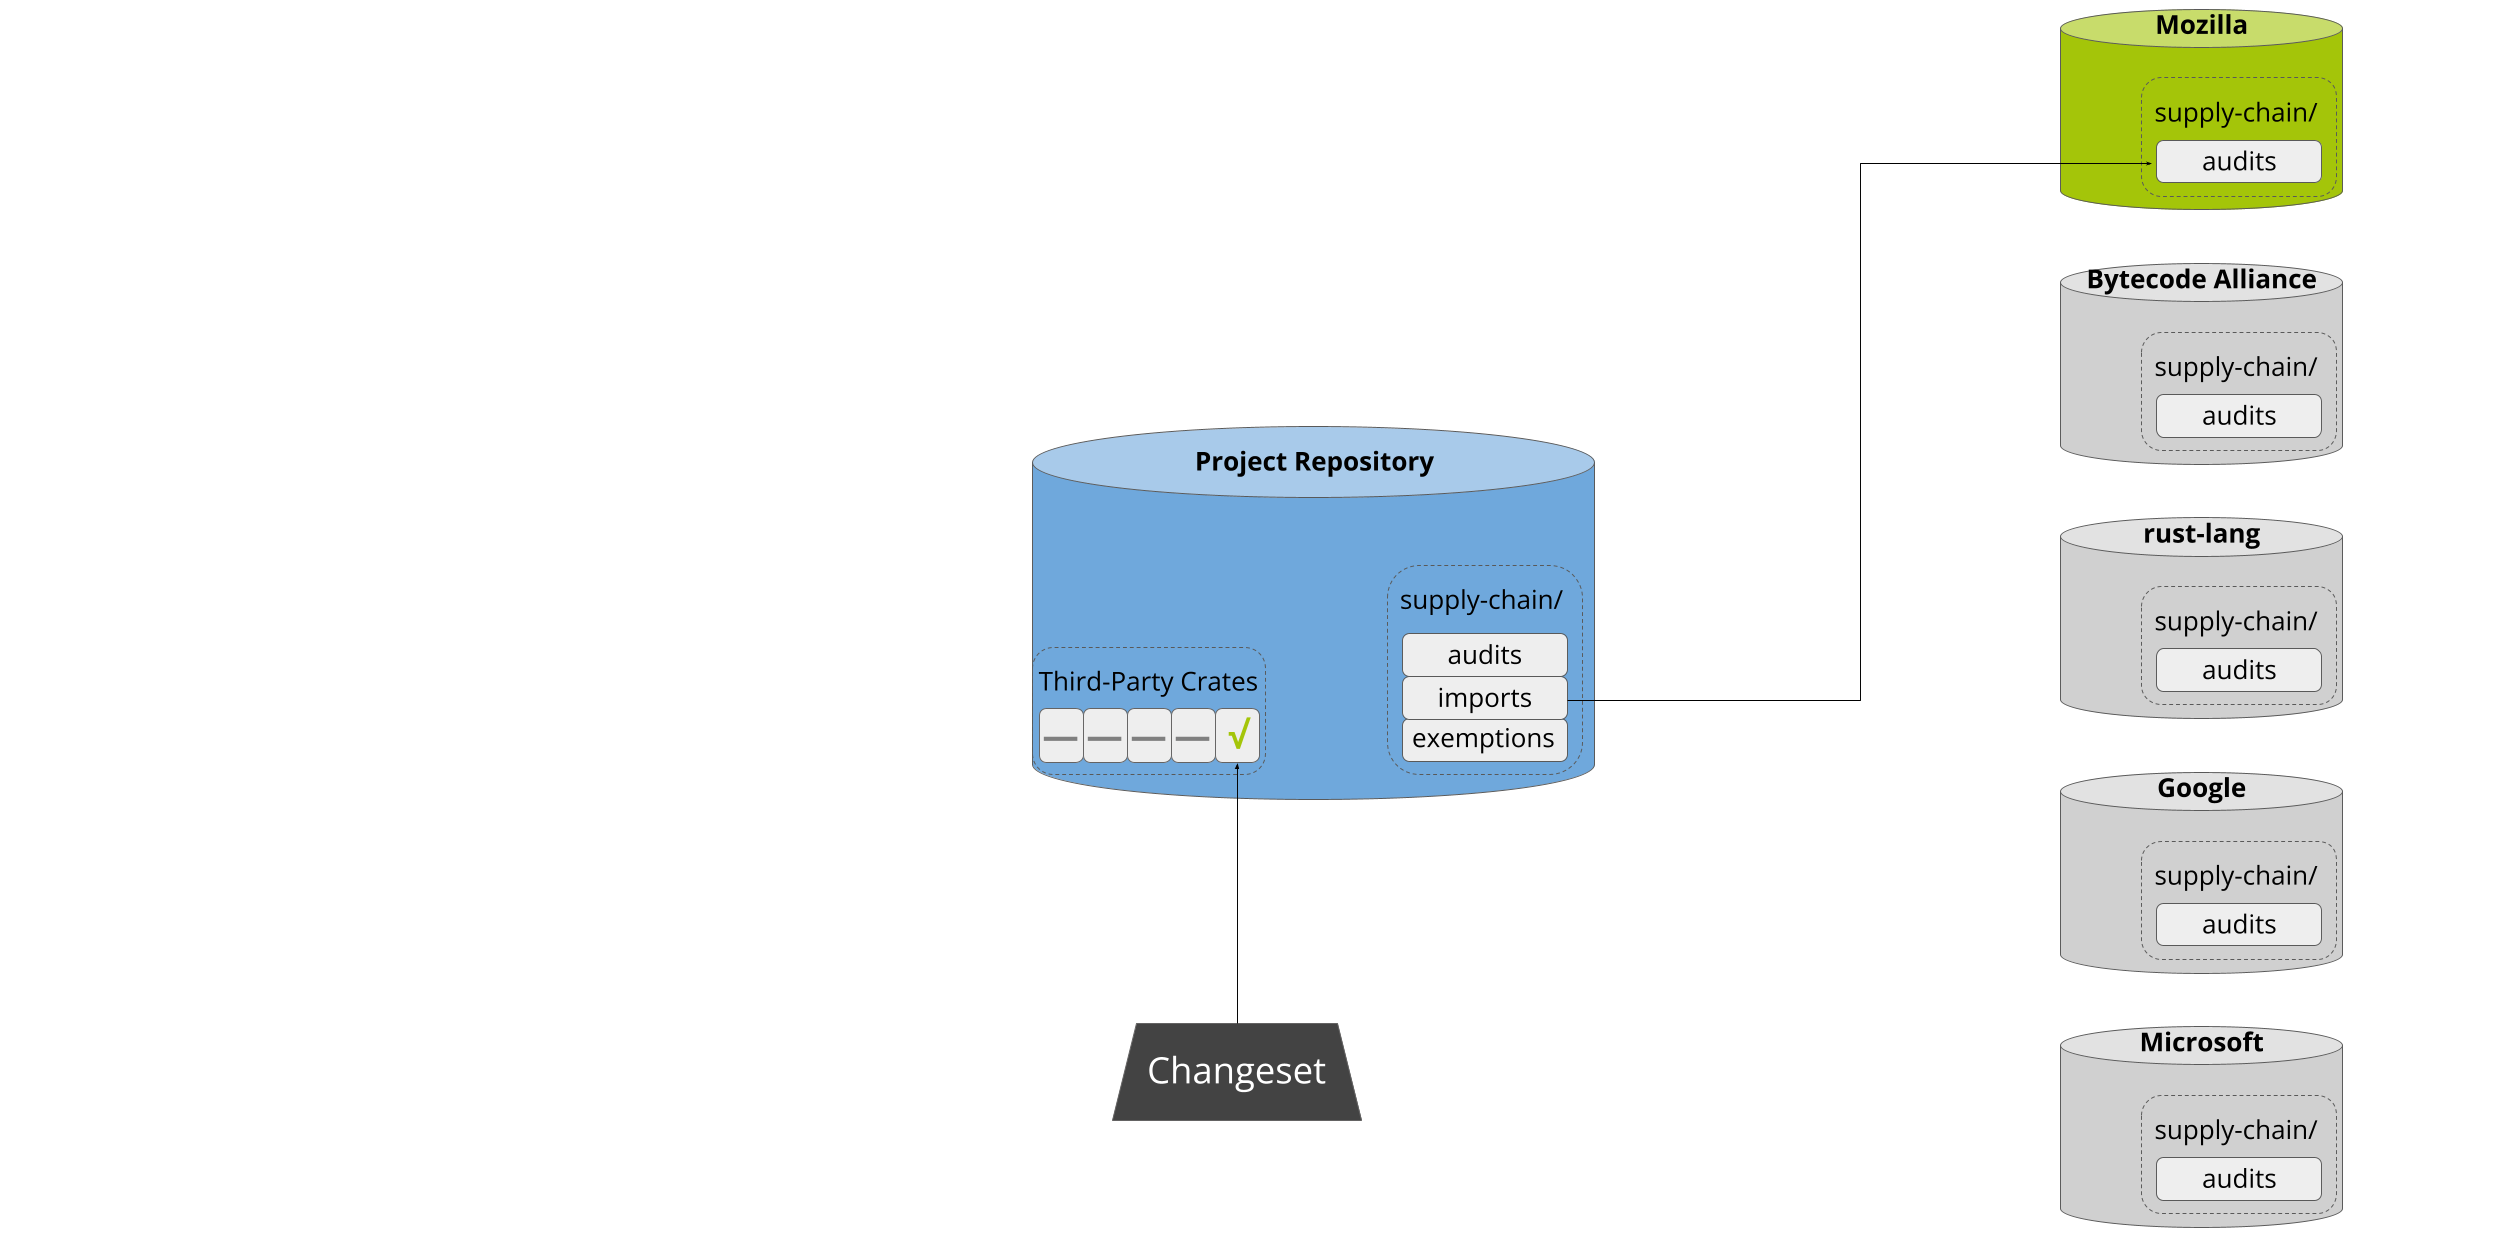 Mozilla
supply-chain/
audits
Bytecode Alliance
supply-chain/
audits
Project Repository
rust-lang
supply-chain/
supply-chain/
audits
audits
Third-Party Crates
imports
√
exemptions
Google
supply-chain/
audits
Changeset
Microsoft
supply-chain/
audits